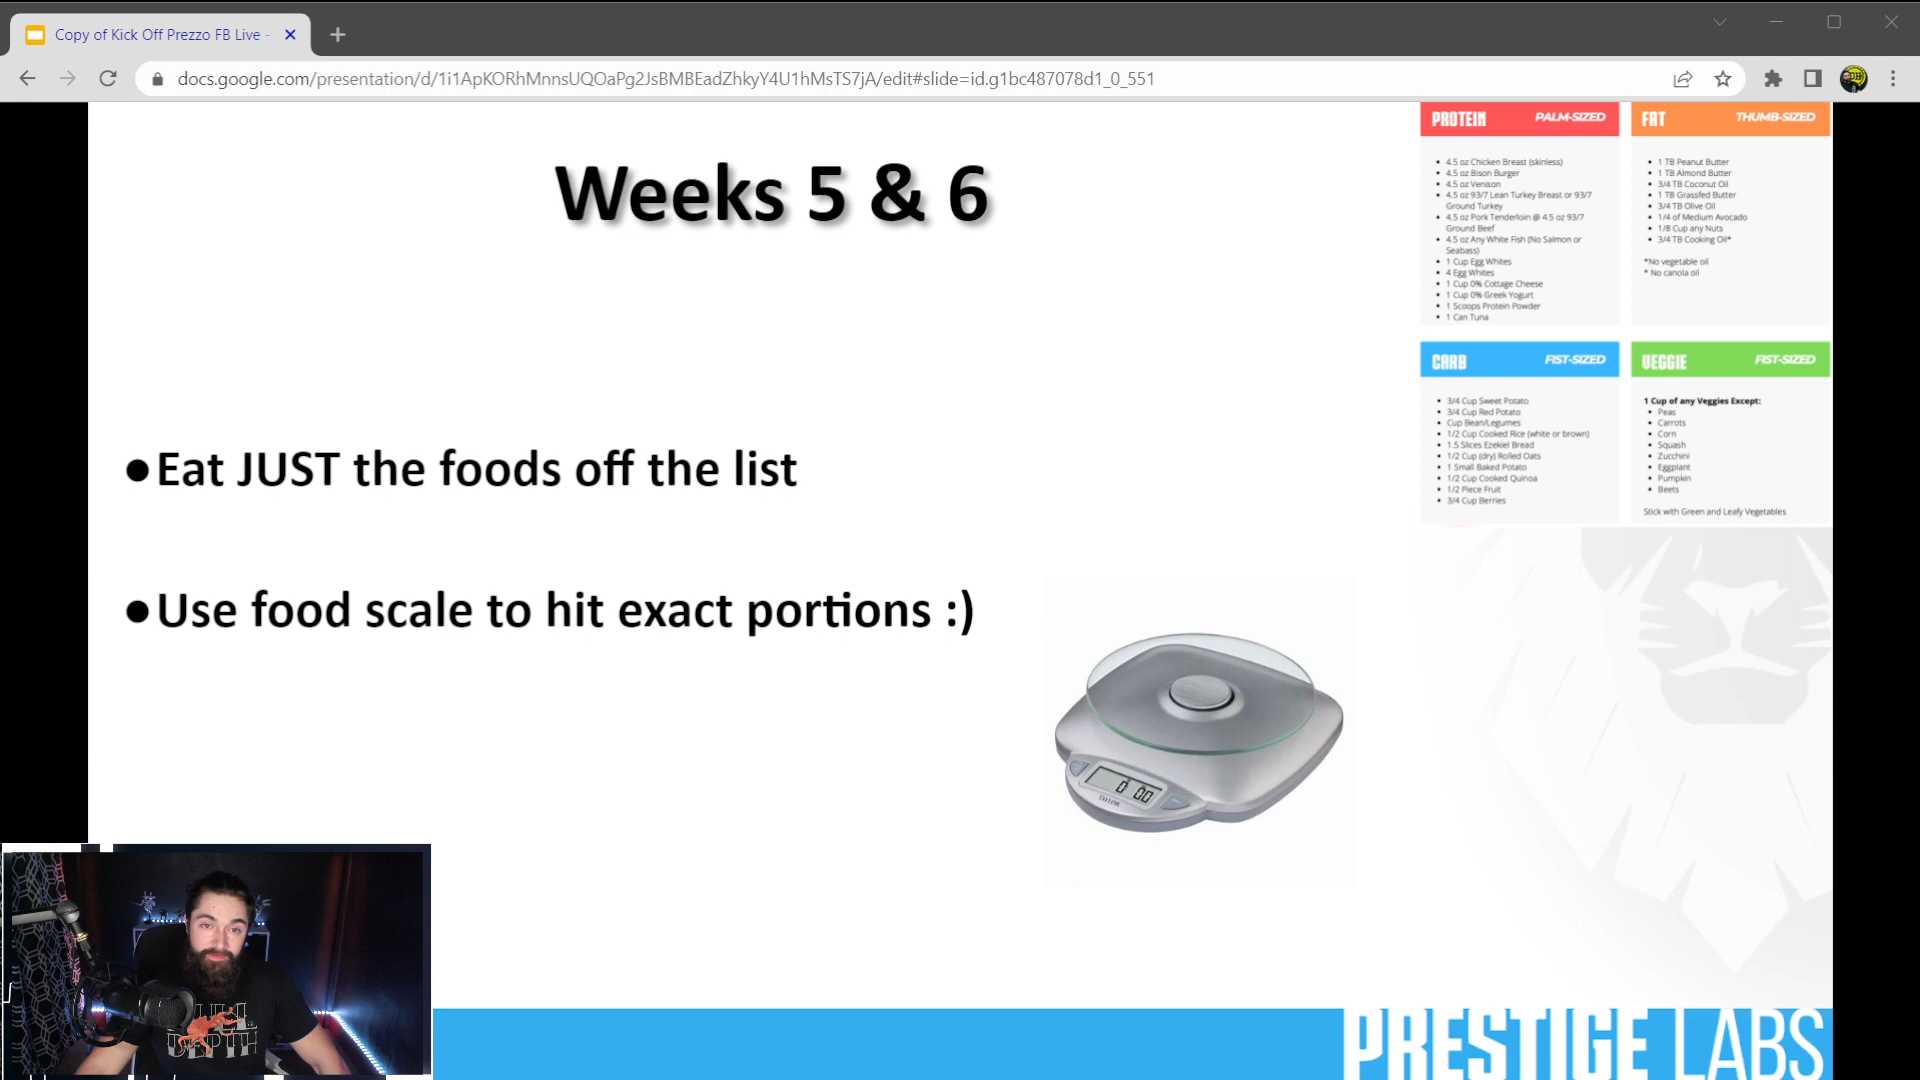 Copy of Kick Off Prezzo FB Live -
docs.google.com/presentation/d/1i1ApKORhMnnsUQOaPg2JsBMBEadZhkyY4U1hMsTS7jA/edit#slide=id.g1bc487078d1_0_551
Weeks 5 & 6
●Eat JUST the foods off the list
●Use food scale to hit exact portions :)
PROTEIN PALM-SIZED
• 4.5 oz Chicken Breast (skinless)
• 4.5 oz Bison Burger
• 4.5 oz Venison
• 4.5 oz 93/7 Lean Turkey Breast or 93/7
Ground Turkey
• 4.5 oz Pork Tenderloin @ 4.5 oz 93/7
Ground Beef
• 4.5 oz Any White Fish (No Salmon or
Seabass)
• 1 Cup Egg Whites
• 4 Egg Whites
• 1 Cup 0% Cottage Cheese
• 1 Cup 0% Greek Yogurt
• 1 Scoops Protein Powder
• 1 Can Tuna
FAT THUMB-SIZED
• 1 TB Peanut Butter
• 1 TB Almond Butter
• 3/4 TB Coconut Oil
• 1 TB Grassfed Butter
• 3/4 TB Olive Oil
• 1/4 of Medium Avocado
• 1/8 Cup any Nuts
• 3/4 TB Cooking Oil*
*No vegetable oil
* No canola oil
CARB FIST-SIZED
• 3/4 Cup Sweet Potato
• 3/4 Cup Red Potato
• Cup Bean/Legumes
• 1/2 Cup Cooked Rice (white or brown)
• 1.5 Slices Ezekiel Bread
• 1/2 Cup (dry) Rolled Oats
• 1 Small Baked Potato
• 1/2 Cup Cooked Quinoa
• 1/2 Piece Fruit
• 3/4 Cup Berries
VEGGIE FIST-SIZED
1 Cup of any Veggies Except:
• Peas
• Carrots
• Corn
• Squash
• Zucchini
• Eggplant
• Pumpkin
• Beets
Stick with Green and Leafy Vegetables
TAYLOR
DEPTH
PRESTIGE LABS